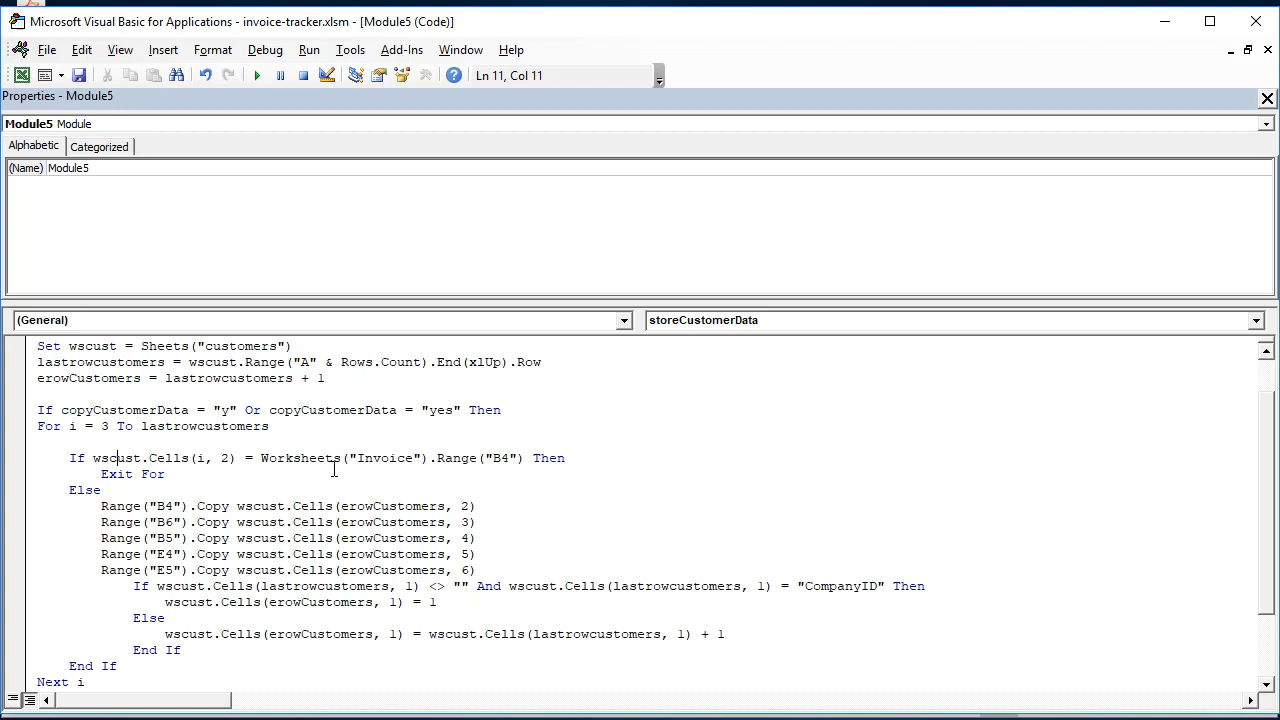 Microsoft Visual Basic for Applications - invoice-tracker.xlsm - [Module5 (Code)]
File Edit View Insert Format Debug Run Tools Add-Ins Window Help
Ln 11, Col 11
Properties - Module5
Module5 Module
Alphabetic Categorized
(Name) Module5
(General) storeCustomerData
Set wscust = Sheets("customers")
lastrowcustomers = wscust.Range("A" & Rows.Count).End(xlUp).Row
erowCustomers = lastrowcustomers + 1
If copyCustomerData = "y" Or copyCustomerData = "yes" Then
For i = 3 To lastrowcustomers
If wscust.Cells(i, 2) = Worksheets("Invoice").Range("B4") Then
Exit For
Else
Range("B4").Copy wscust.Cells(erowCustomers, 2)
Range("B6").Copy wscust.Cells(erowCustomers, 3)
Range("B5").Copy wscust.Cells(erowCustomers, 4)
Range("E4").Copy wscust.Cells(erowCustomers, 5)
Range("E5").Copy wscust.Cells(erowCustomers, 6)
If wscust.Cells(lastrowcustomers, 1) <> "" And wscust.Cells(lastrowcustomers, 1) = "CompanyID" Then
wscust.Cells(erowCustomers, 1) = 1
Else
wscust.Cells(erowCustomers, 1) = wscust.Cells(lastrowcustomers, 1) + 1
End If
End If
Next i